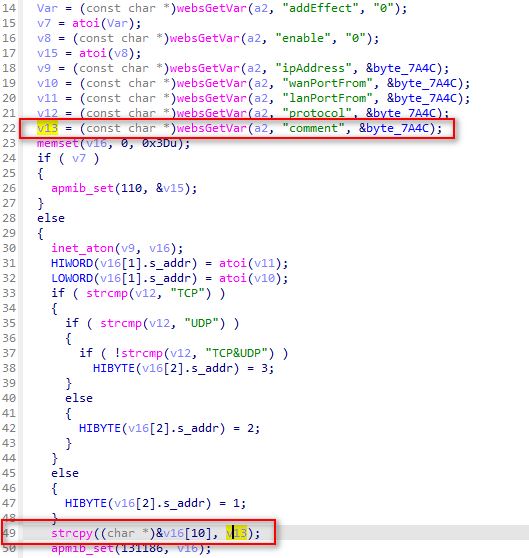 14 Var = (const char *)websGetVar(a2, "addEffect", "0");
15 v7 = atoi(Var);
16 v8 = (const char *)websGetVar(a2, "enable", "0");
17 v15 = atoi(v8);
18 v9 = (const char *)websGetVar(a2, "ipAddress", &byte_7A4C);
19 v10 = (const char *)websGetVar(a2, "wanPortFrom", &byte_7A4C);
20 v11 = (const char *)websGetVar(a2, "lanPortFrom", &byte_7A4C);
21 v12 = (const char *)websGetVar(a2, "protocol", &byte_7A4C);
22 v13 = (const char *)websGetVar(a2, "comment", &byte_7A4C);
23 memset(v16, 0, 0x3Du);
24 if ( v7 )
25 {
26 apmib_set(110, &v15);
27 }
28 else
29 {
30 inet_aton(v9, v16);
31 HIWORD(v16[1].s_addr) = atoi(v11);
32 LOWORD(v16[1].s_addr) = atoi(v10);
33 if ( strcmp(v12, "TCP") )
34 {
35 if ( strcmp(v12, "UDP") )
36 {
37 if ( !strcmp(v12, "TCP&UDP") )
38 HIBYTE(v16[2].s_addr) = 3;
39 }
40 else
41 {
42 HIBYTE(v16[2].s_addr) = 2;
43 }
44 }
45 else
46 {
47 HIBYTE(v16[2].s_addr) = 1;
48 }
49 strcpy((char *)&v16[10], v13);
50 apmib_set(131186, v16);